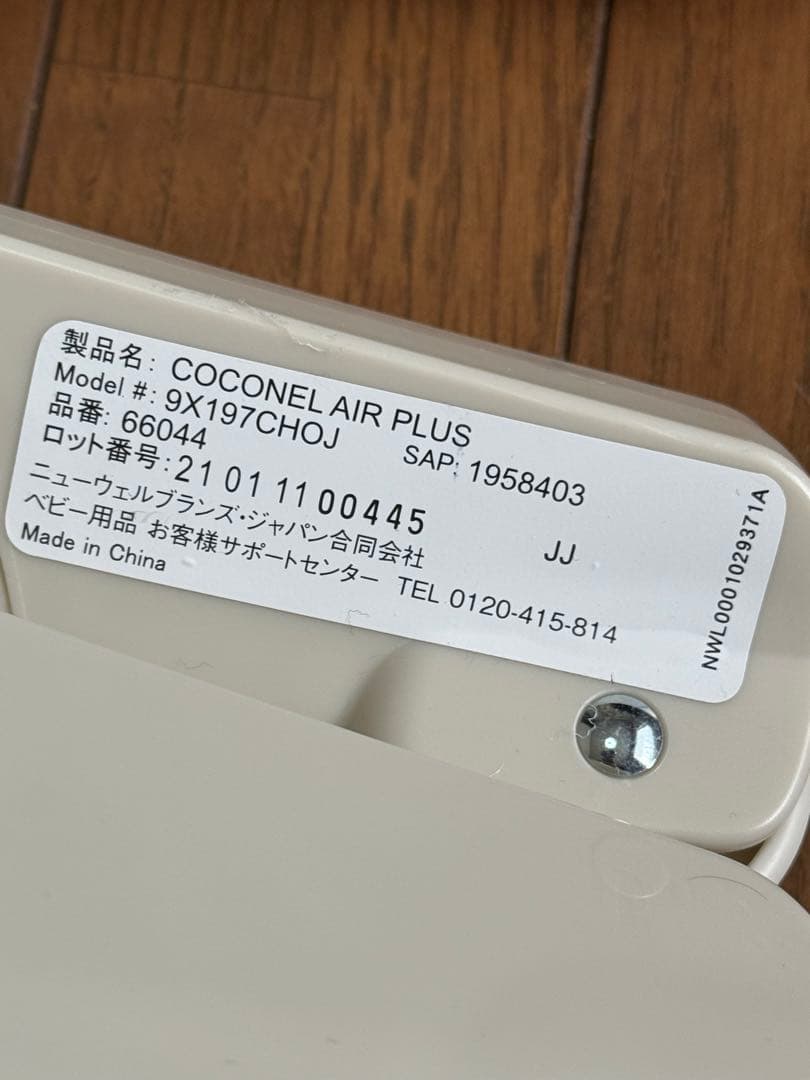 製品名: COCONEL AIR PLUS
Model #: 9X197CHOJ SAP: 1958403
品番: 66044
ロット番号: 21 01 11 00445
ニューウェルブランズ・ジャパン合同会社 JJ
ベビー用品 お客様サポートセンター TEL 0120-415-814
Made in China
NWL0001029371A